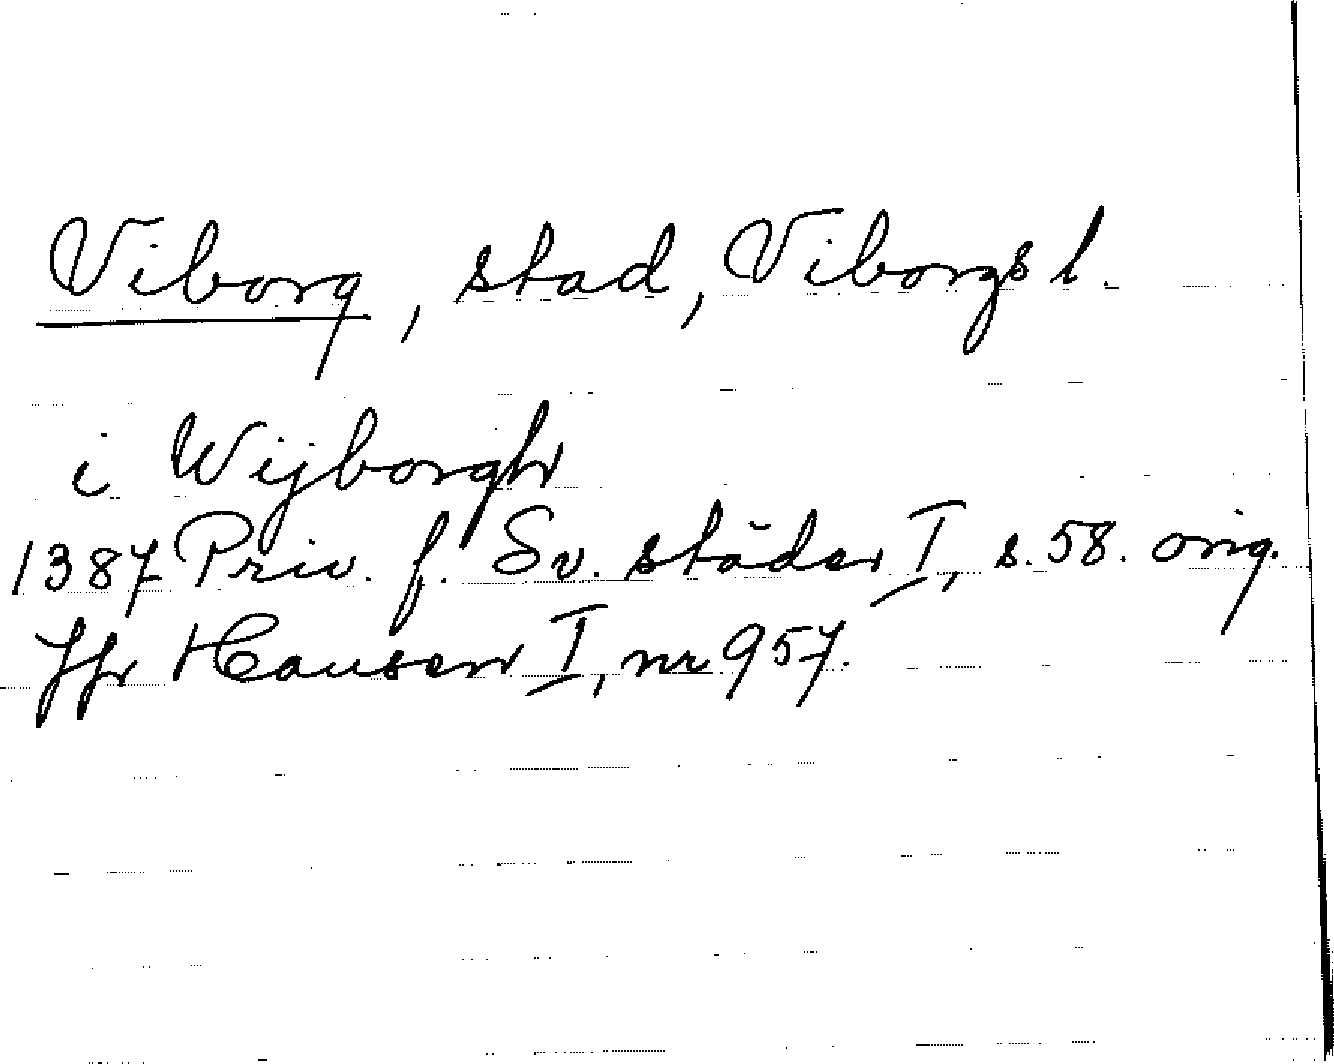 Viborg, stad, Viborgs l.
i Wijborgh
1387 Priv. f. Sv. städer I, s. 58. orig.
Jfr Hausen I, nr 957.